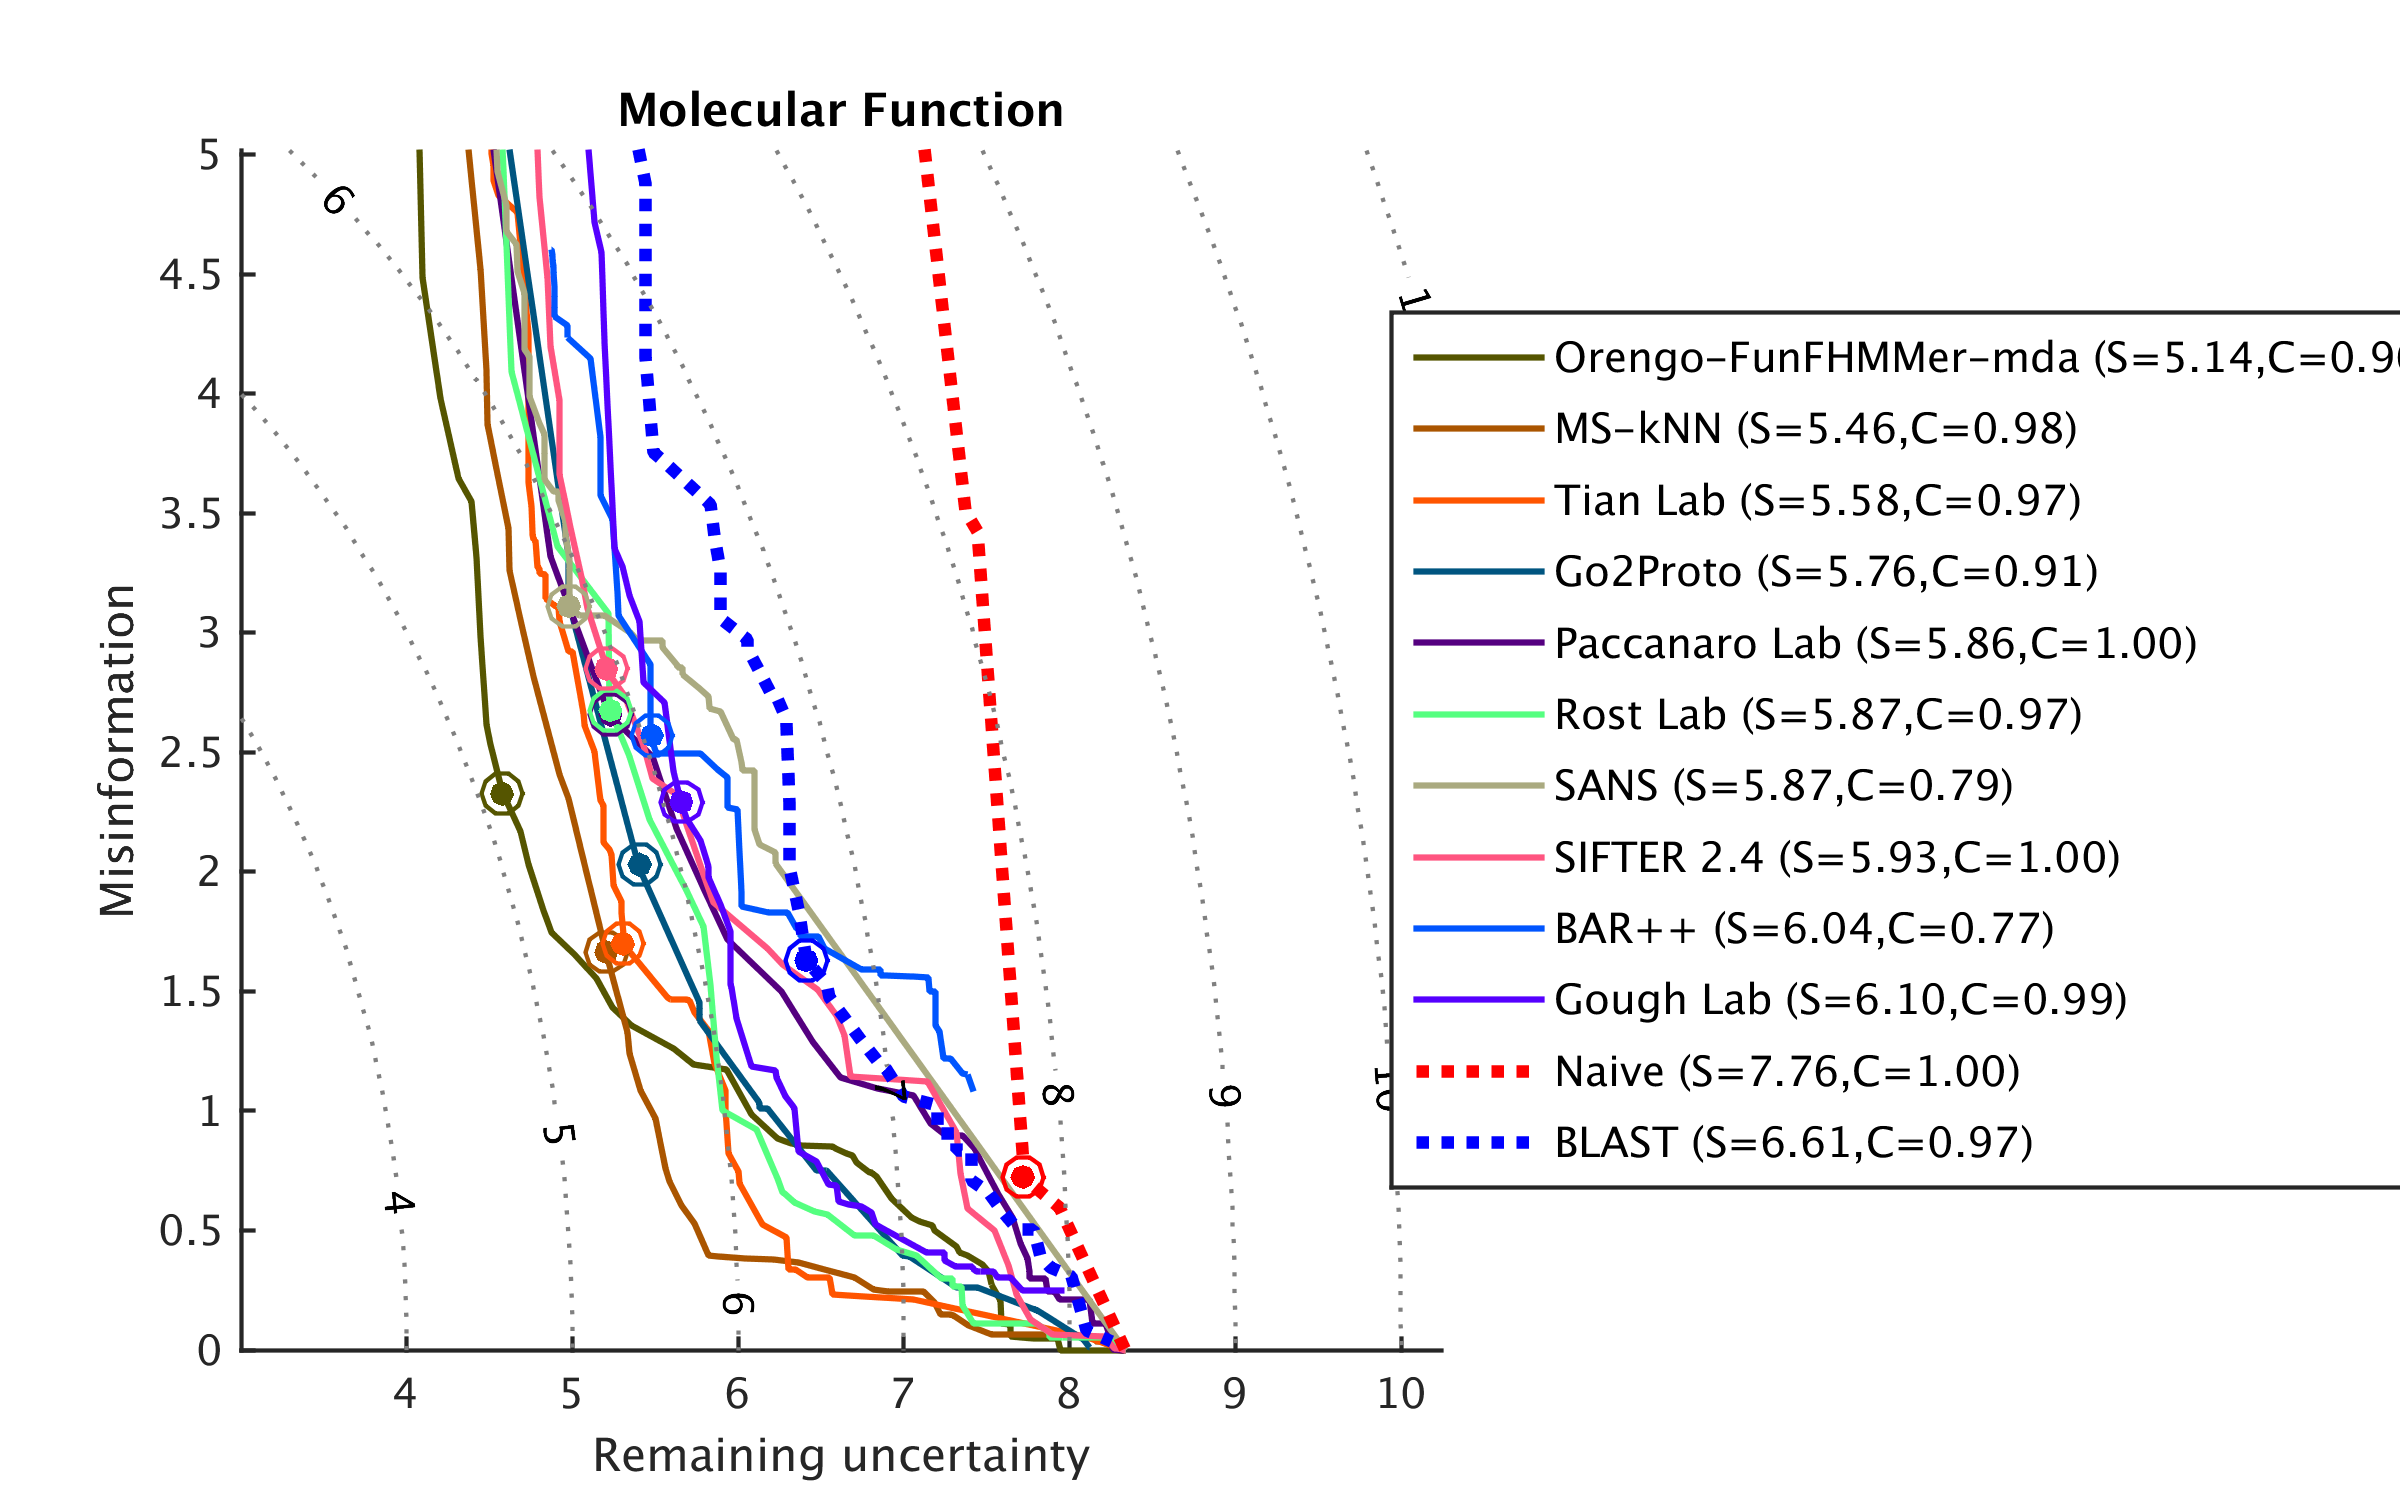 Molecular Function
5
4.5
4
3.5
3
2.5
2
1.5
1
0.5
0
Misinformation
4
5
6
7
8
9
10
Remaining uncertainty
6
4
5
6
7
8
9
10
1
Orengo-FunFHMMer-mda (S=5.14,C=0.9
MS-kNN (S=5.46,C=0.98)
Tian Lab (S=5.58,C=0.97)
Go2Proto (S=5.76,C=0.91)
Paccanaro Lab (S=5.86,C=1.00)
Rost Lab (S=5.87,C=0.97)
SANS (S=5.87,C=0.79)
SIFTER 2.4 (S=5.93,C=1.00)
BAR++ (S=6.04,C=0.77)
Gough Lab (S=6.10,C=0.99)
Naive (S=7.76,C=1.00)
BLAST (S=6.61,C=0.97)